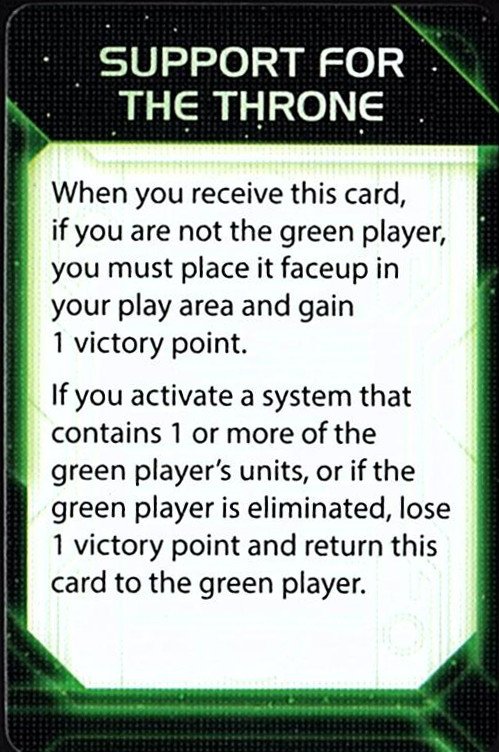 SUPPORT FOR
THE THRONE
When you receive this card,
if you are not the green player,
you must place it faceup in
your play area and gain
1 victory point.
If you activate a system that
contains 1 or more of the
green player's units, or if the
green player is eliminated, lose
1 victory point and return this
card to the green player.